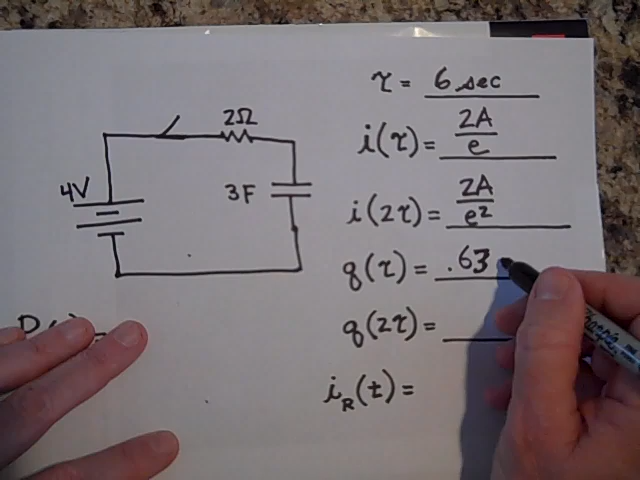 τ = 6 sec
2Ω
i(τ) = 2A/e
4V
3F
i(2τ) = 2A/e²
q(τ) = .63
q(2τ) =
i_R(t) =